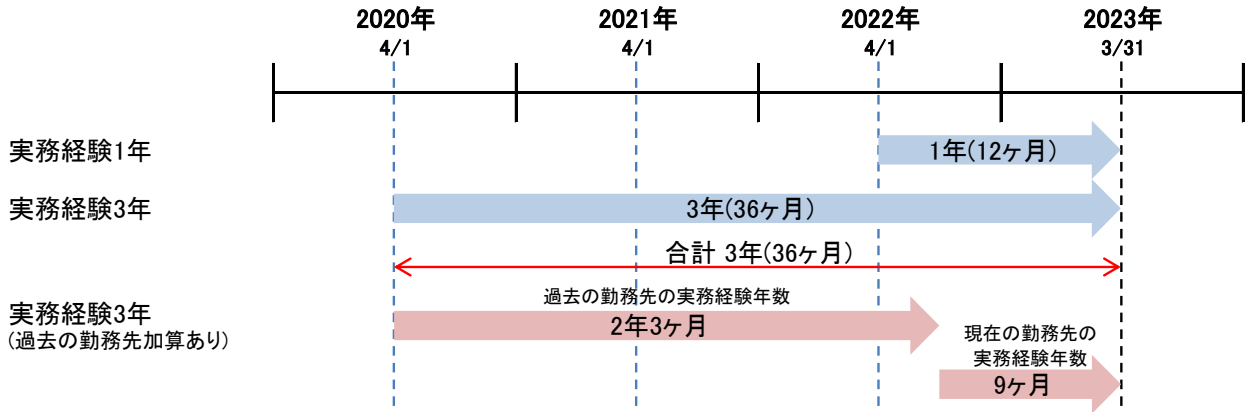 2020年
4/1
2021年
4/1
2022年
4/1
2023年
3/31
実務経験1年
1年(12ヶ月)
実務経験3年
3年(36ヶ月)
合計 3年(36ヶ月)
過去の勤務先の実務経験年数
実務経験3年
(過去の勤務先加算あり)
2年3ヶ月
現在の勤務先の
実務経験年数
9ヶ月